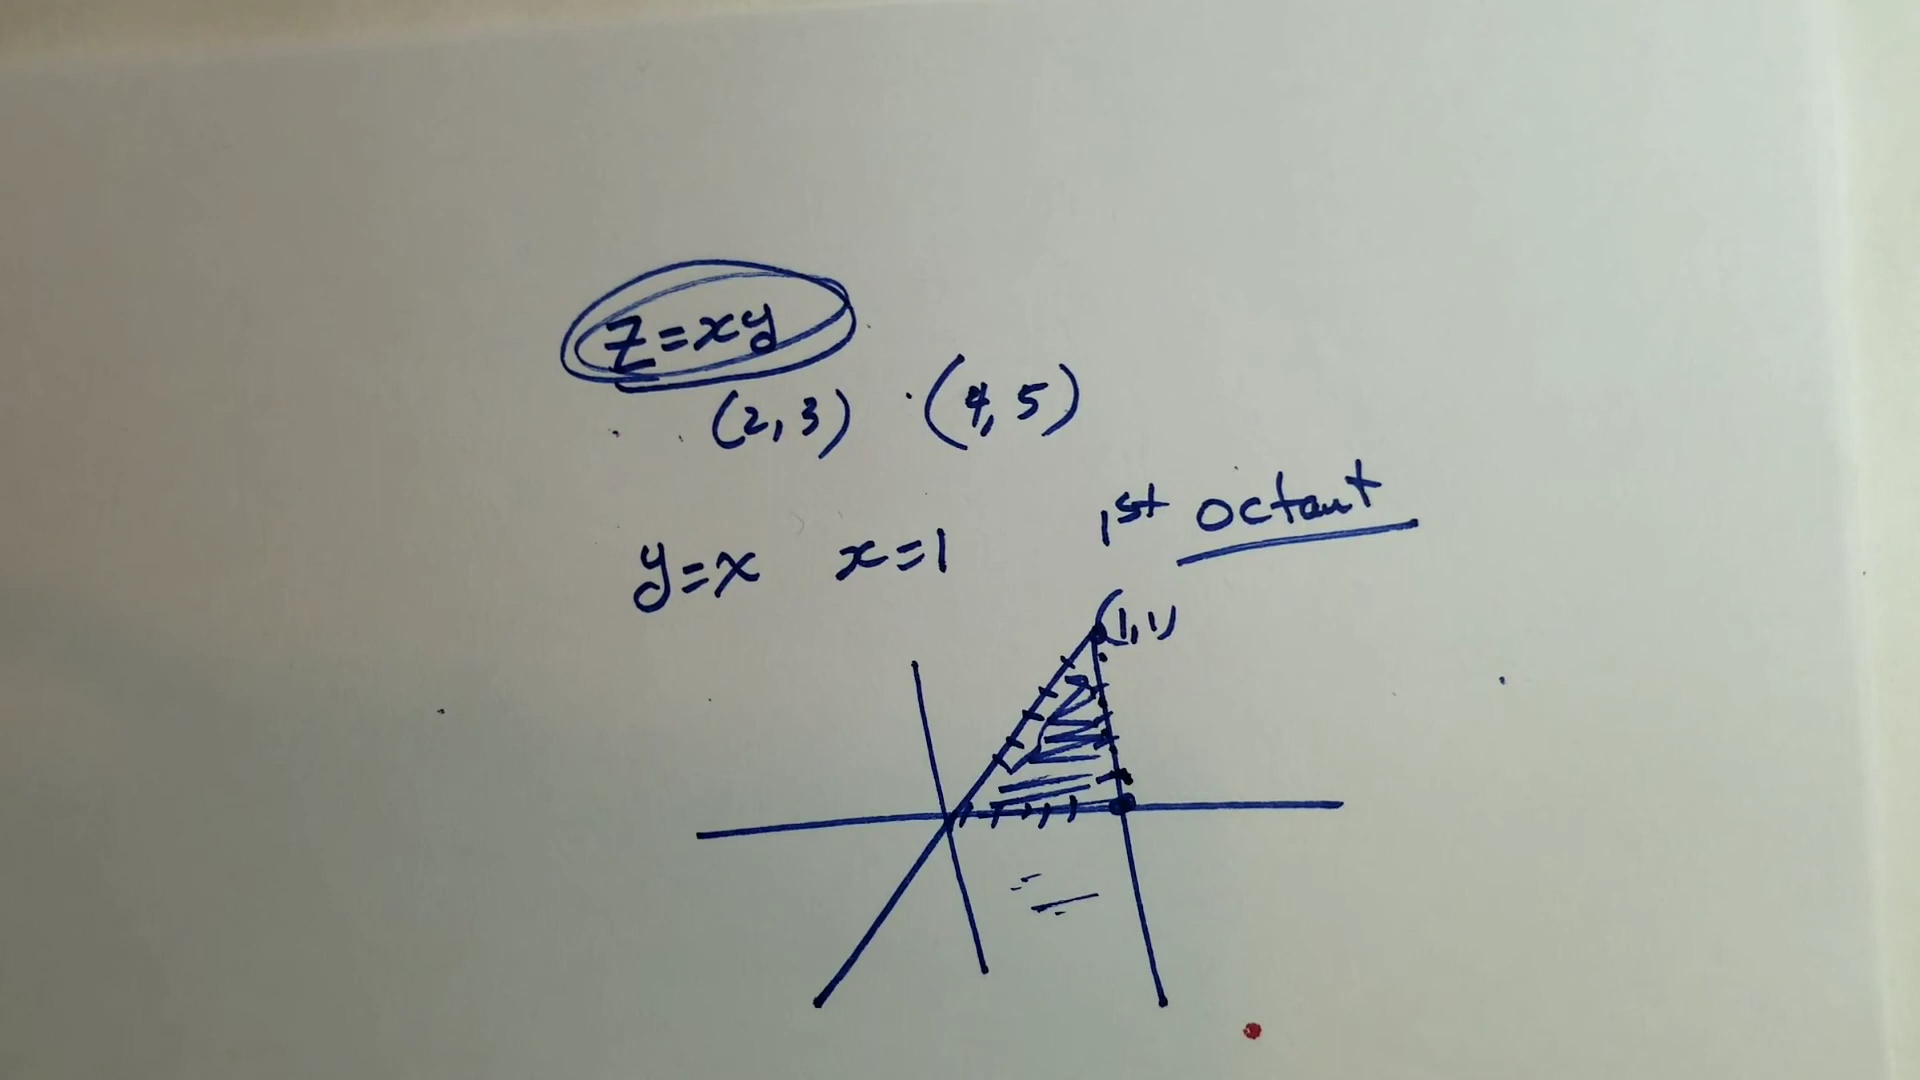 z=xy
(2,3) (4,5)
1st octant
y=x x=1
(1,1)